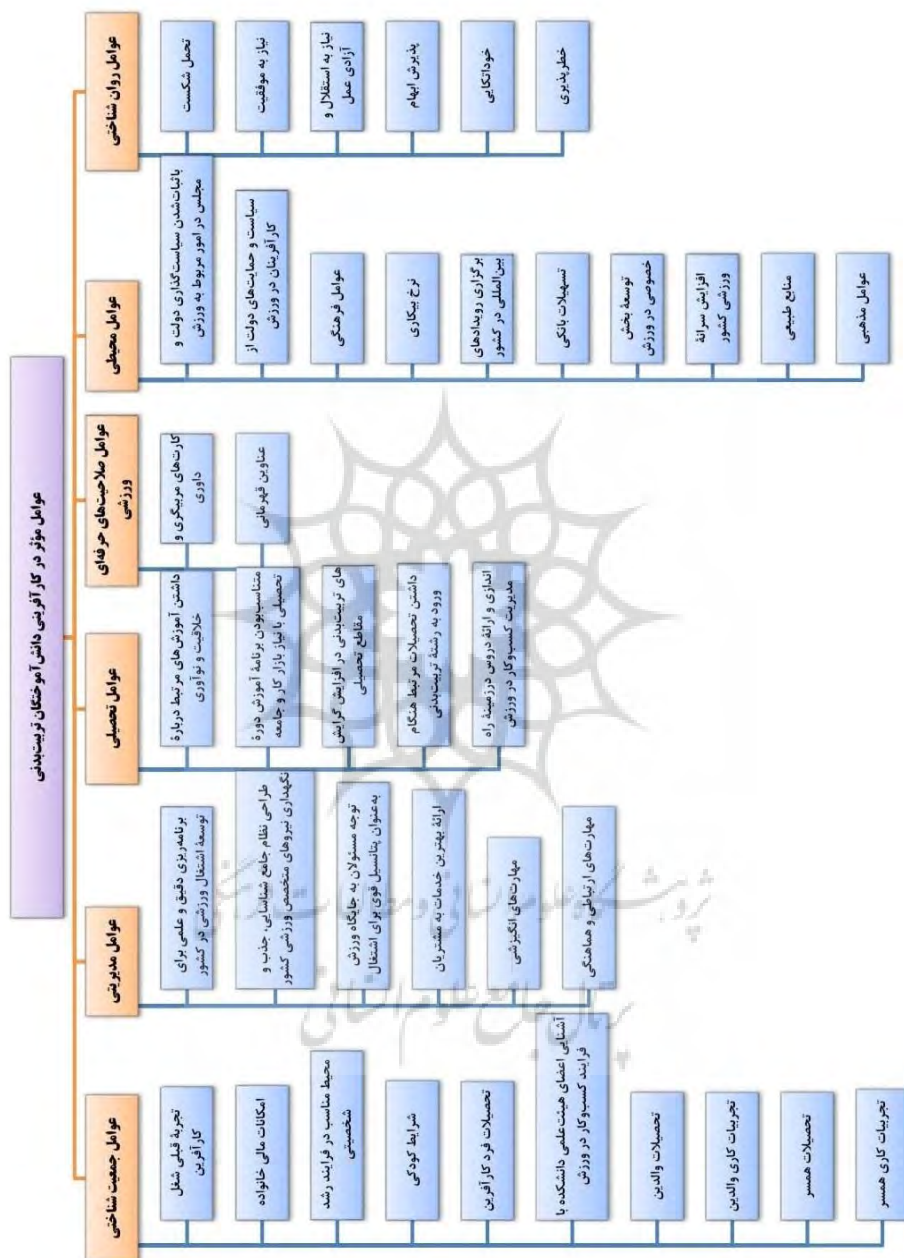 عوامل مؤثر در کارآفرینی دانش‌آموختگان تربیت‌بدنی
عوامل روان شناختی
تحمل شکست
نیاز به موفقیت
نیاز به استقلال و
آزادی عمل
پذیرش ابهام
خوداتکایی
خطرپذیری
عوامل محیطی
باثبات‌شدن سیاست‌گذاری دولت و
مجلس در امور مربوط به ورزش
سیاست و حمایت‌های دولت از
کارآفرینان در ورزش
عوامل فرهنگی
نرخ بیکاری
برگزاری رویدادهای
بین‌المللی در کشور
تسهیلات بانکی
توسعهٔ بخش
خصوصی در ورزش
افزایش سرانهٔ
ورزشی کشور
منابع طبیعی
عوامل مذهبی
عوامل صلاحیت‌های حرفه‌ای
ورزشی
کارت‌های مربیگری و
داوری
عناوین قهرمانی
عوامل تحصیلی
داشتن آموزش‌های مرتبط دربارهٔ
خلاقیت و نوآوری
متناسب‌بودن برنامهٔ آموزش دورهٔ
تحصیلی با نیاز بازار کار و جامعه
های تربیت‌بدنی در افزایش گرایش
مقاطع تحصیلی
داشتن تحصیلات مرتبط هنگام
ورود به رشتهٔ تربیت‌بدنی
اندازی و ارائهٔ دروس درزمینهٔ راه
مدیریت کسب‌وکار در ورزش
عوامل مدیریتی
برنامه‌ریزی دقیق و علمی برای
توسعهٔ اشتغال ورزشی در کشور
طراحی نظام جامع شناسایی، جذب و
نگهداری نیروهای متخصص ورزشی کشور
توجه مسئولان به جایگاه ورزش
به‌عنوان پتانسیل قوی برای اشتغال
ارائهٔ بهترین خدمات به مشتریان
مهارت‌های انگیزشی
مهارت‌های ارتباطی و هماهنگی
عوامل جمعیت شناختی
تجربهٔ قبلی شغل
کارآفرین
امکانات مالی خانواده
محیط مناسب در فرایند رشد
شخصیتی
شرایط کودکی
تحصیلات فرد کارآفرین
آشنایی اعضای هیئت‌علمی دانشکده با
فرایند کسب‌وکار در ورزش
تحصیلات والدین
تجربیات کاری والدین
تحصیلات همسر
تجربیات کاری همسر
پژوهشگاه علوم انسانی و مطالعات فرهنگی
پرتال جامع علوم انسانی